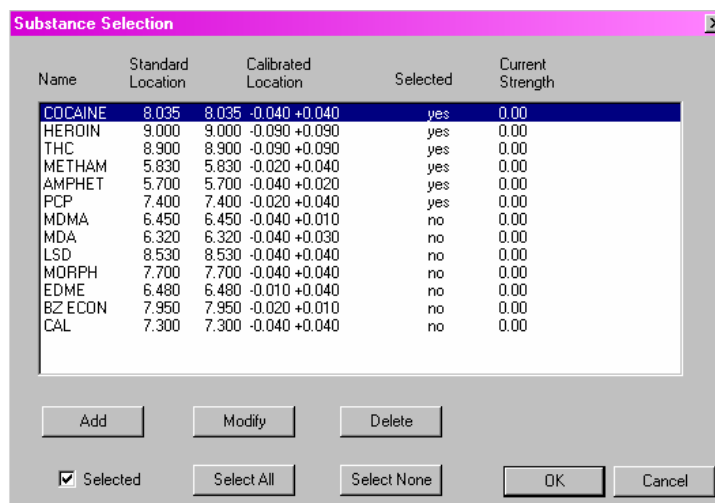 Substance Selection
Standard Calibrated Current
Name Location Location Selected Strength
COCAINE 8.035 8.035 -0.040 +0.040 yes 0.00
HEROIN 9.000 9.000 -0.090 +0.090 yes 0.00
THC 8.900 8.900 -0.090 +0.090 yes 0.00
METHAM 5.830 5.830 -0.020 +0.040 yes 0.00
AMPHET 5.700 5.700 -0.040 +0.020 yes 0.00
PCP 7.400 7.400 -0.020 +0.040 yes 0.00
MDMA 6.450 6.450 -0.040 +0.010 no 0.00
MDA 6.320 6.320 -0.040 +0.030 no 0.00
LSD 8.530 8.530 -0.040 +0.040 no 0.00
MORPH 7.700 7.700 -0.040 +0.040 no 0.00
EDME 6.480 6.480 -0.010 +0.040 no 0.00
BZ ECON 7.950 7.950 -0.020 +0.010 no 0.00
CAL 7.300 7.300 -0.040 +0.040 no 0.00
Add Modify Delete
Selected Select All Select None OK Cancel